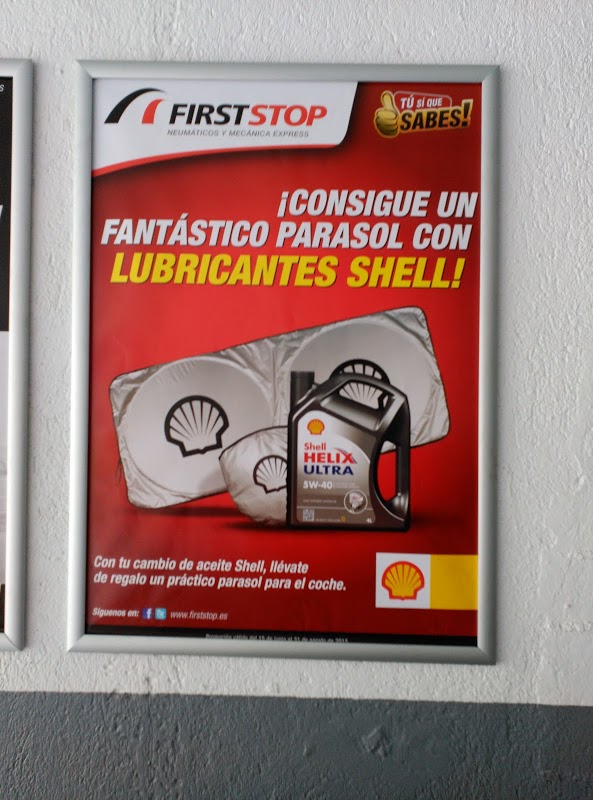 FIRSTSTOP
NEUMÁTICOS Y MECÁNICA EXPRESS
TÚ SÍ QUE
SABES!
¡CONSIGUE UN
FANTÁSTICO PARASOL CON
LUBRICANTES SHELL!
Shell
HELIX
ULTRA
5W-40
4L
Con tu cambio de aceite Shell, llévate
de regalo un práctico parasol para el coche.
Síguenos en: f www.firststop.es